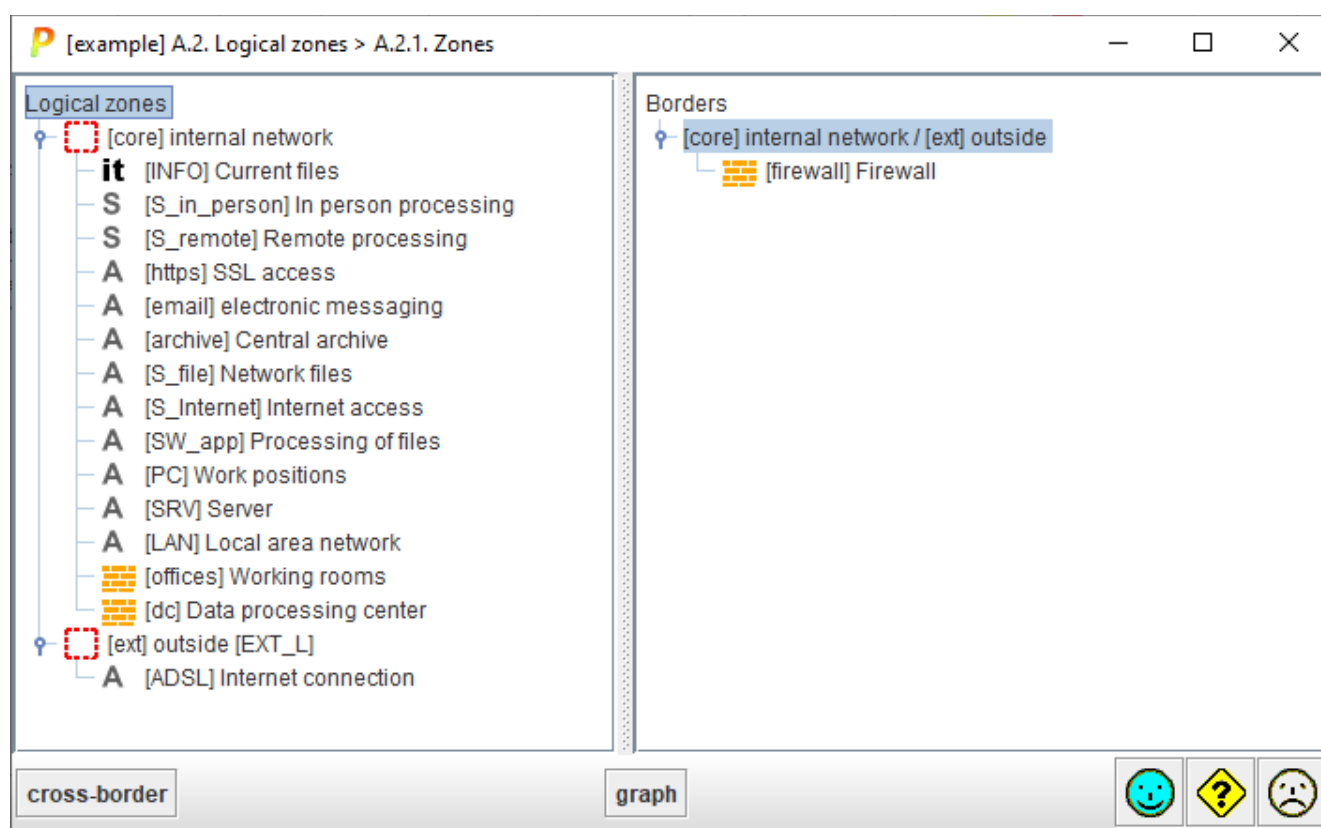 P [example] A.2. Logical zones > A.2.1. Zones
Logical zones
[core] internal network
it [INFO] Current files
S [S_in_person] In person processing
S [S_remote] Remote processing
A [https] SSL access
A [email] electronic messaging
A [archive] Central archive
A [S_file] Network files
A [S_Internet] Internet access
A [SW_app] Processing of files
A [PC] Work positions
A [SRV] Server
A [LAN] Local area network
[offices] Working rooms
[dc] Data processing center
[ext] outside [EXT_L]
A [ADSL] Internet connection
Borders
[core] internal network / [ext] outside
[firewall] Firewall
cross-border
graph
?